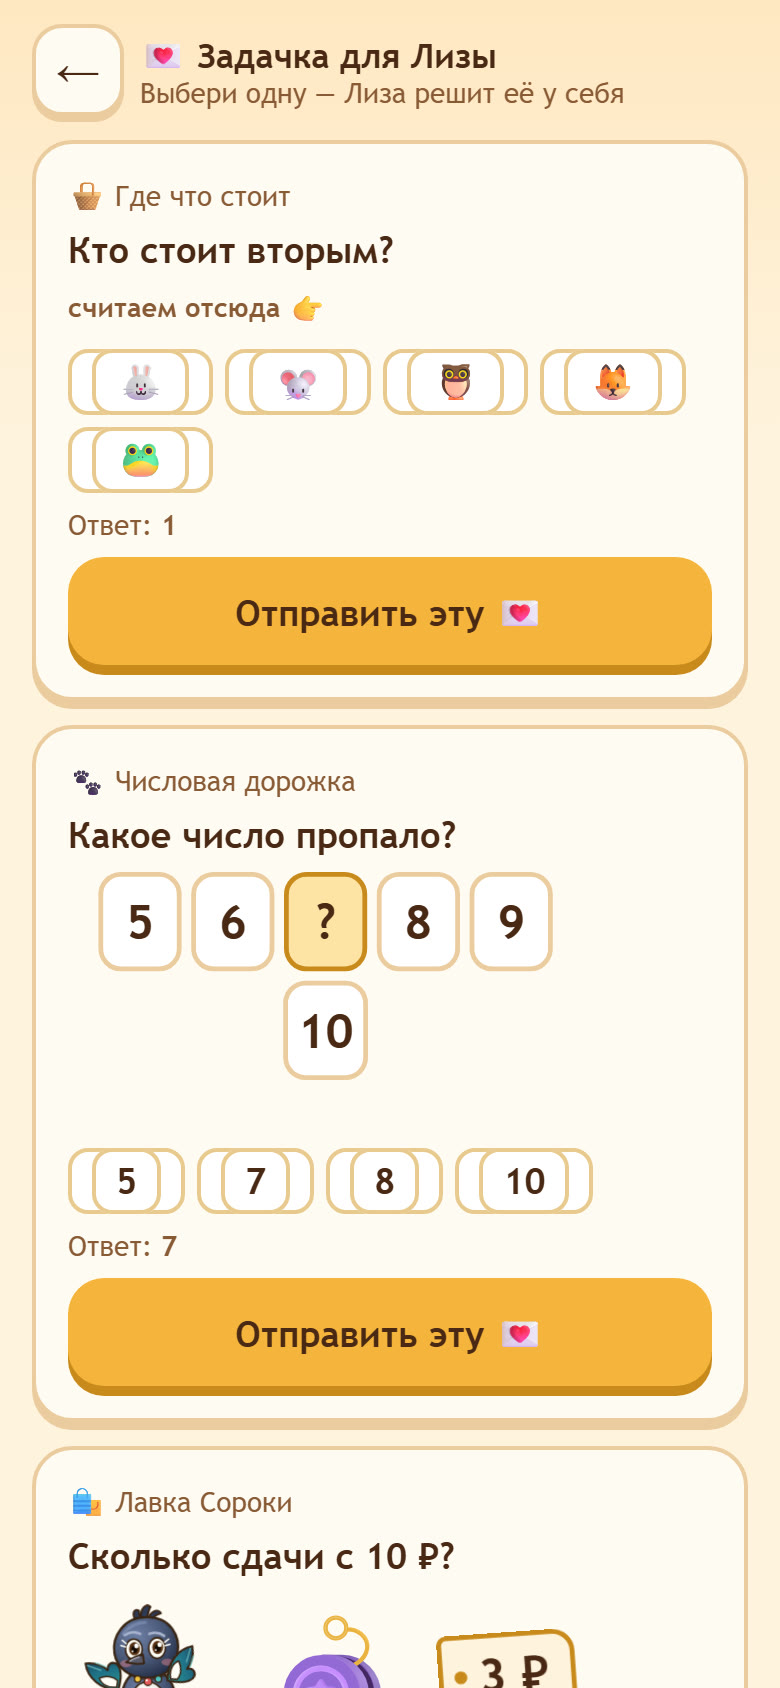 Задачка для Лизы
Выбери одну — Лиза решит её у себя
Где что стоит
Кто стоит вторым?
считаем отсюда
Ответ: 1
Отправить эту
Числовая дорожка
Какое число пропало?
5 6 ? 8 9
10
5 7 8 10
Ответ: 7
Отправить эту
Лавка Сороки
Сколько сдачи с 10 ₽?
3 ₽